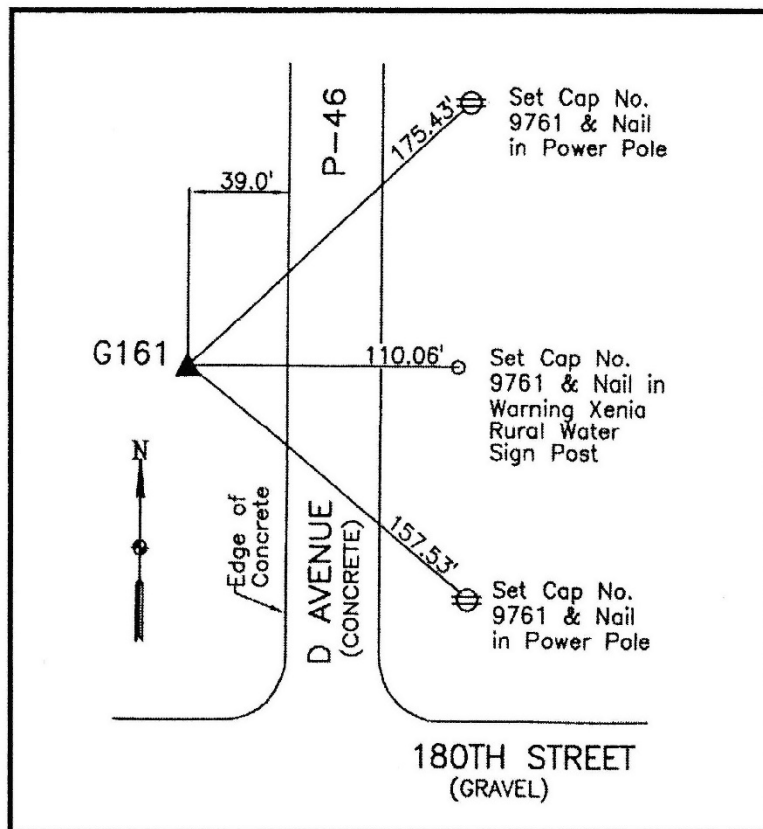 Set Cap No.
9761 & Nail
in Power Pole
P-46
175.43'
39.0'
G161
110.06'
Set Cap No.
9761 & Nail in
Warning Xenia
Rural Water
Sign Post
N
157.53'
Edge of
Concrete
D AVENUE
(CONCRETE)
Set Cap No.
9761 & Nail
in Power Pole
180TH STREET
(GRAVEL)